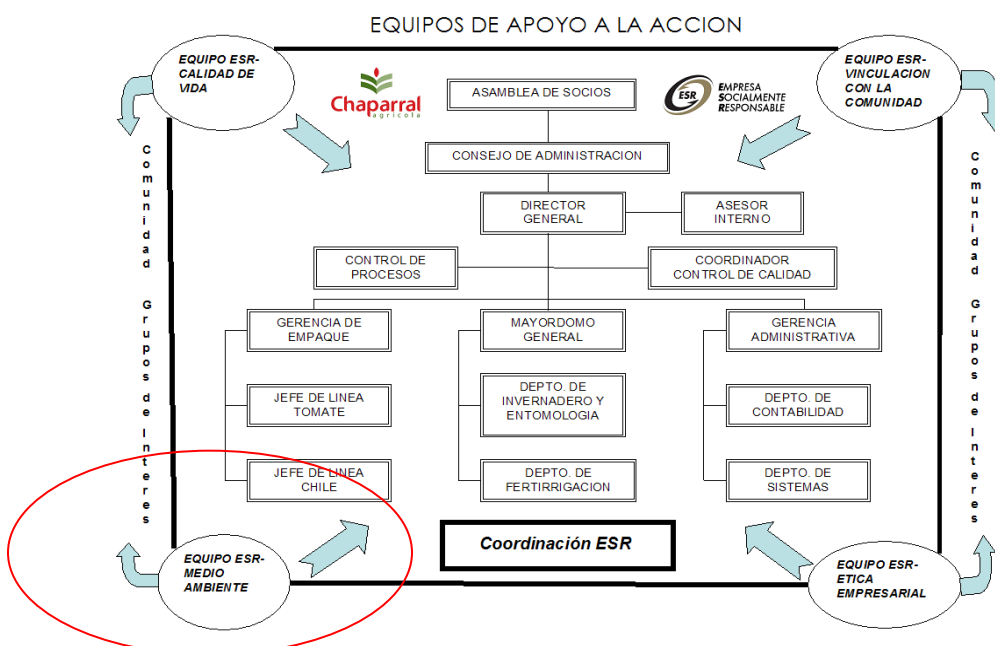 EQUIPOS DE APOYO A LA ACCION
EQUIPO ESR-
CALIDAD DE
VIDA
Chaparral
agrícola
ASAMBLEA DE SOCIOS
ESR
EMPRESA
SOCIALMENTE
RESPONSABLE
EQUIPO ESR-
VINCULACION
CON LA
COMUNIDAD
CONSEJO DE ADMINISTRACION
DIRECTOR
GENERAL
ASESOR
INTERNO
CONTROL DE
PROCESOS
COORDINADOR
CONTROL DE CALIDAD
GERENCIA DE
EMPAQUE
MAYORDOMO
GENERAL
GERENCIA
ADMINISTRATIVA
JEFE DE LINEA
TOMATE
DEPTO. DE
INVERNADERO Y
ENTOMOLOGIA
DEPTO. DE
CONTABILIDAD
JEFE DE LINEA
CHILE
DEPTO. DE
FERTIRRIGACION
DEPTO. DE
SISTEMAS
Comunidad Grupos de Interes
Comunidad Grupos de Interes
Coordinación ESR
EQUIPO ESR-
MEDIO
AMBIENTE
EQUIPO ESR-
ETICA
EMPRESARIAL